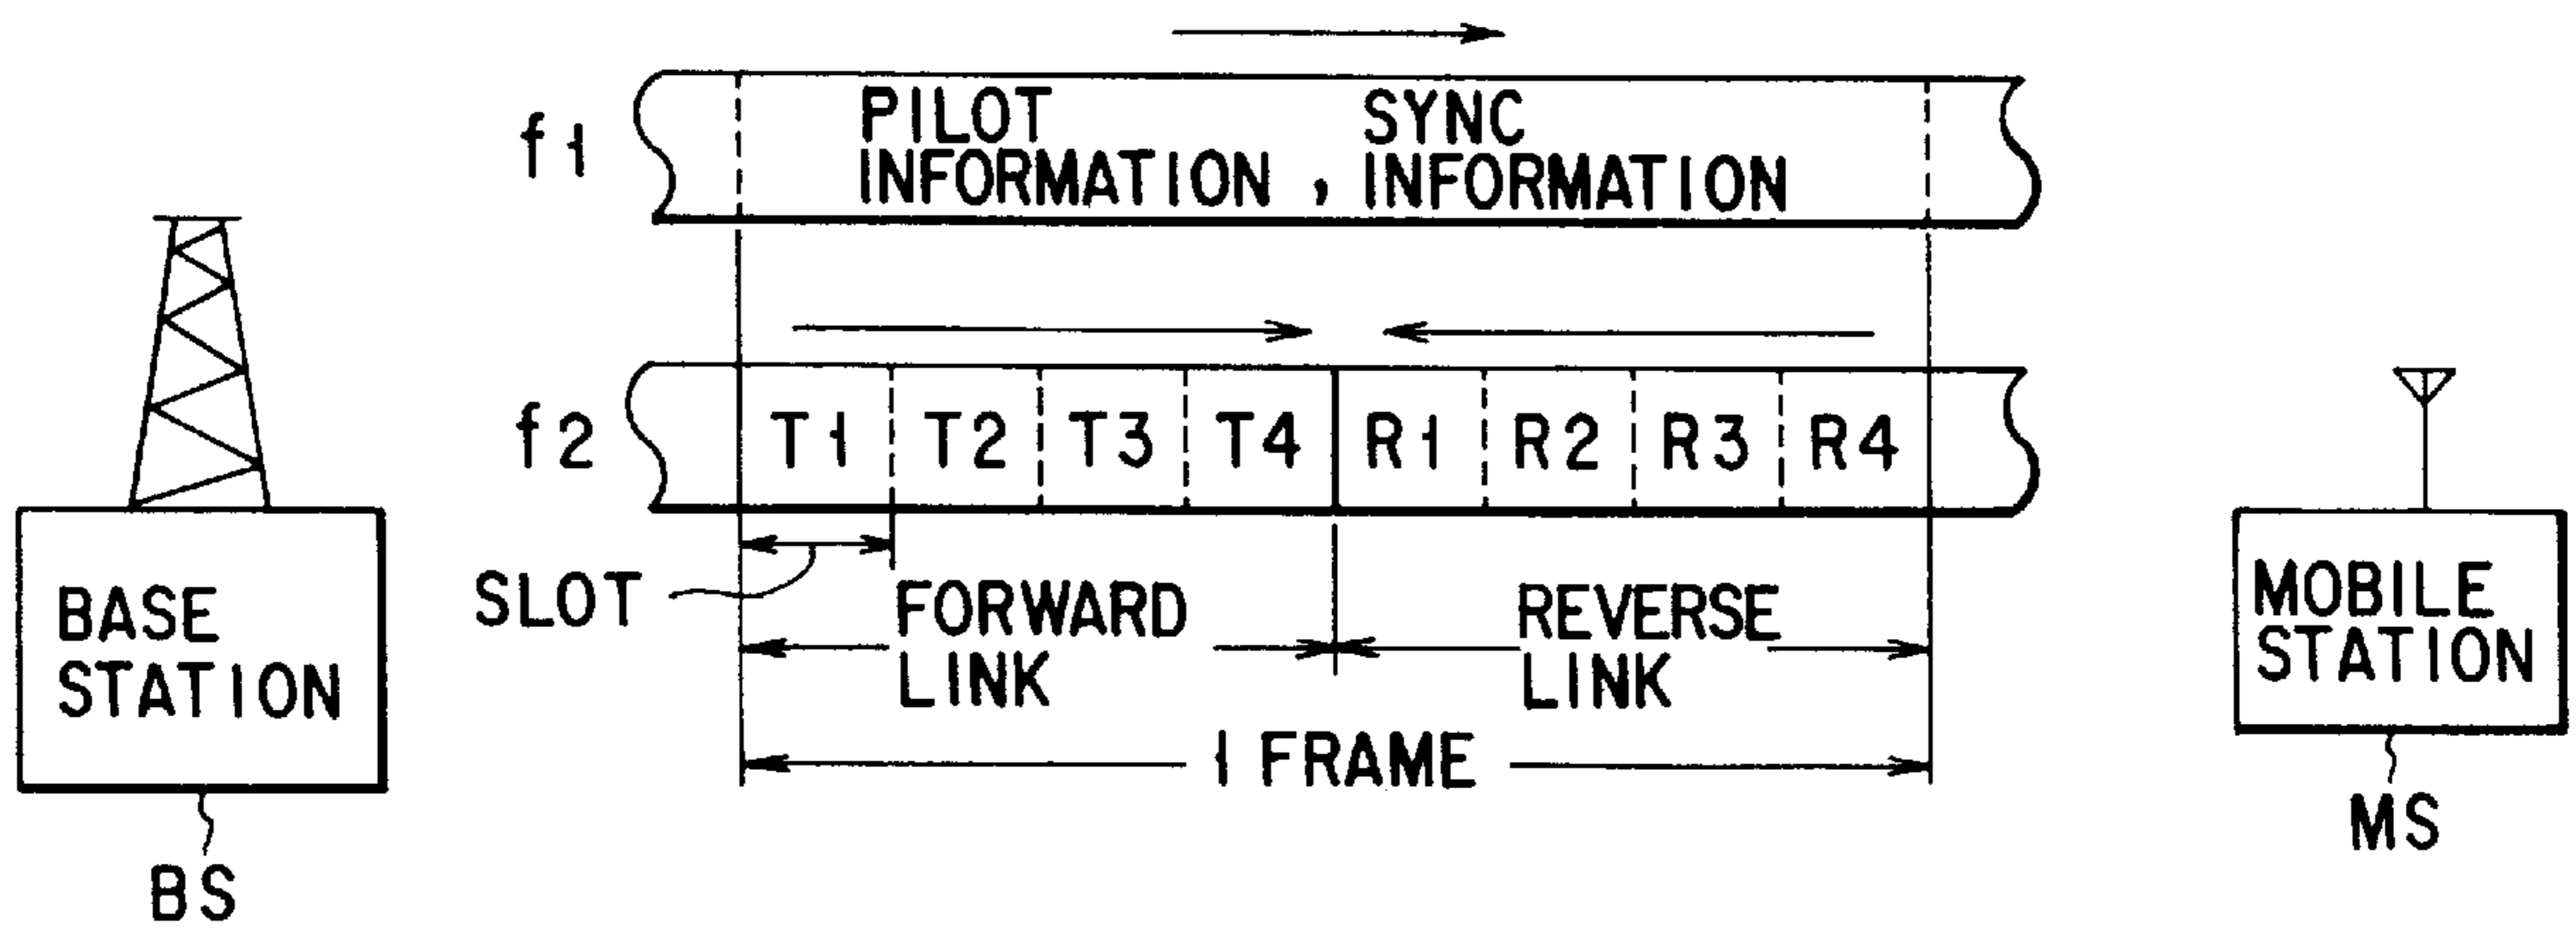 f1
PILOT SYNC
INFORMATION , INFORMATION
f2 T1 T2 T3 T4 R1 R2 R3 R4
SLOT
FORWARD
LINK
REVERSE
LINK
1 FRAME
BASE
STATION
BS
MOBILE
STATION
MS